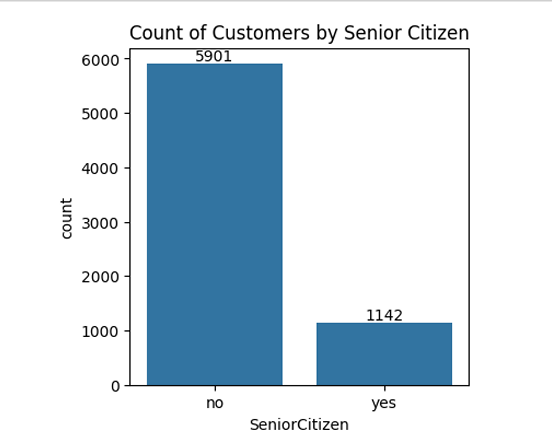 Count of Customers by Senior Citizen
5901
6000
5000
4000
3000
2000
1142
1000
0
count
no
yes
SeniorCitizen